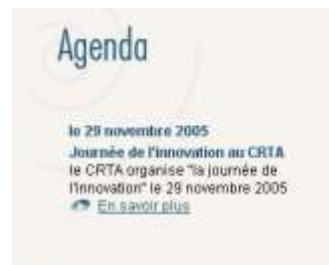 Agenda
le 29 novembre 2005
Journée de l'innovation au CRTA
le CRTA organise "la journée de
l'Innovation" le 29 novembre 2005
En savoir plus